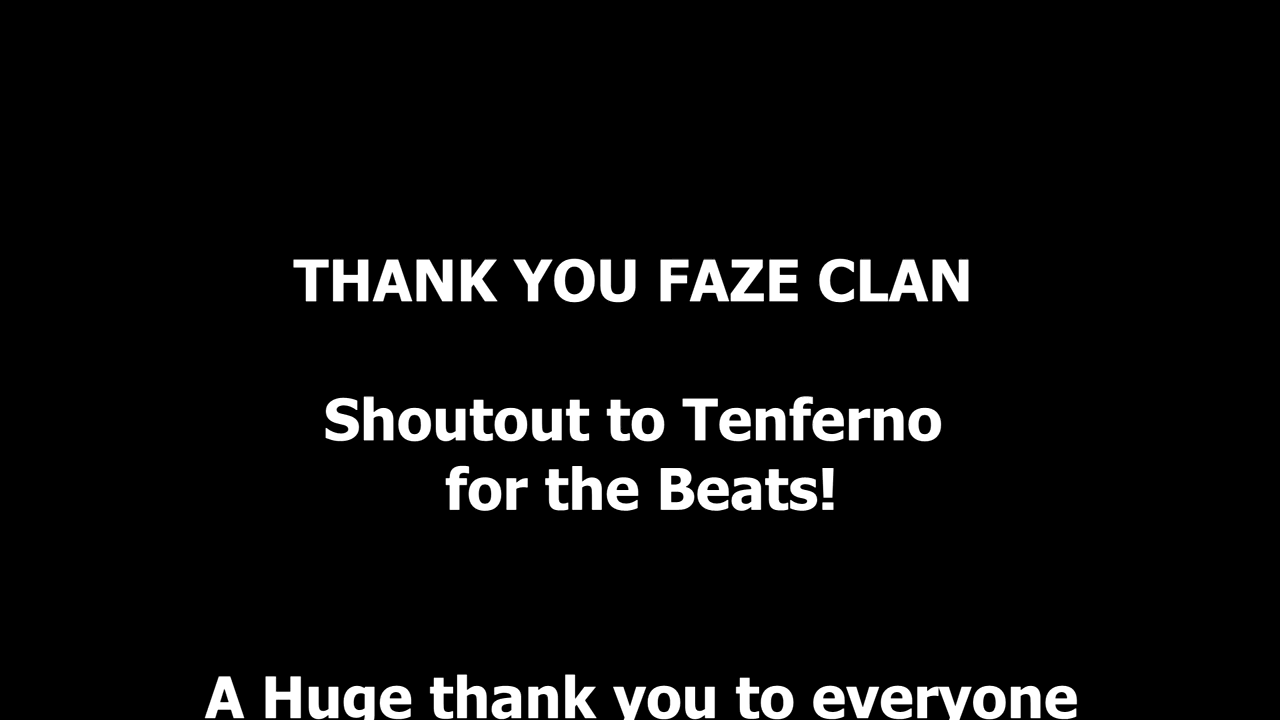 THANK YOU FAZE CLAN
Shoutout to Tenferno
for the Beats!
A Huge thank you to everyone